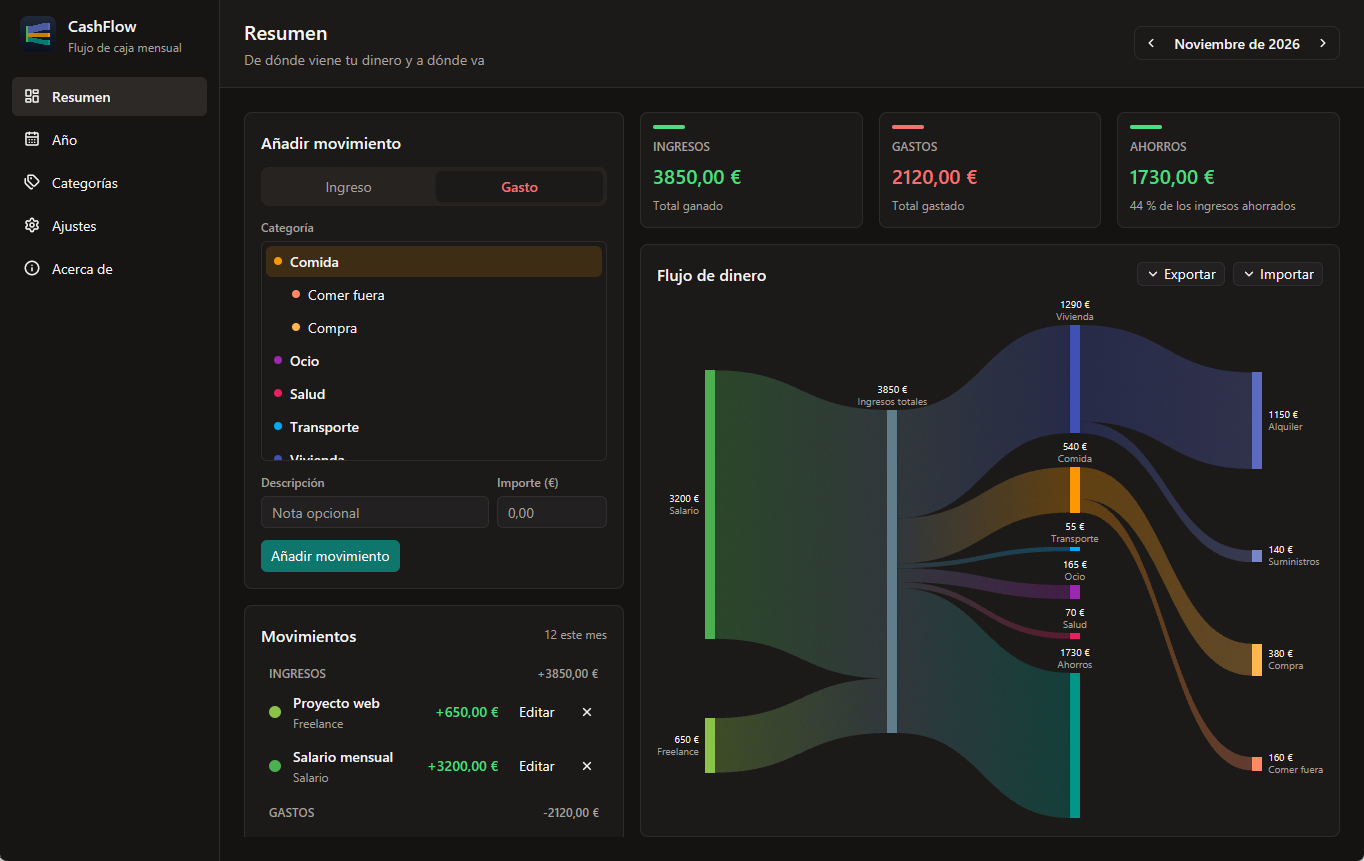 CashFlow
Flujo de caja mensual
Resumen
Año
Categorías
Ajustes
Acerca de
Resumen
De dónde viene tu dinero y a dónde va
Noviembre de 2026
Añadir movimiento
Ingreso
Gasto
Categoría
Comida
Comer fuera
Compra
Ocio
Salud
Transporte
Vivienda
Descripción
Importe (€)
Nota opcional
0,00
Añadir movimiento
Movimientos
12 este mes
INGRESOS
+3850,00 €
Proyecto web
Freelance
+650,00 €
Editar
Salario mensual
Salario
+3200,00 €
Editar
GASTOS
-2120,00 €
INGRESOS
3850,00 €
Total ganado
GASTOS
2120,00 €
Total gastado
AHORROS
1730,00 €
44 % de los ingresos ahorrados
Flujo de dinero
Exportar
Importar
3200 €
Salario
650 €
Freelance
3850 €
Ingresos totales
1290 €
Vivienda
540 €
Comida
55 €
Transporte
165 €
Ocio
70 €
Salud
1730 €
Ahorros
1150 €
Alquiler
140 €
Suministros
380 €
Compra
160 €
Comer fuera